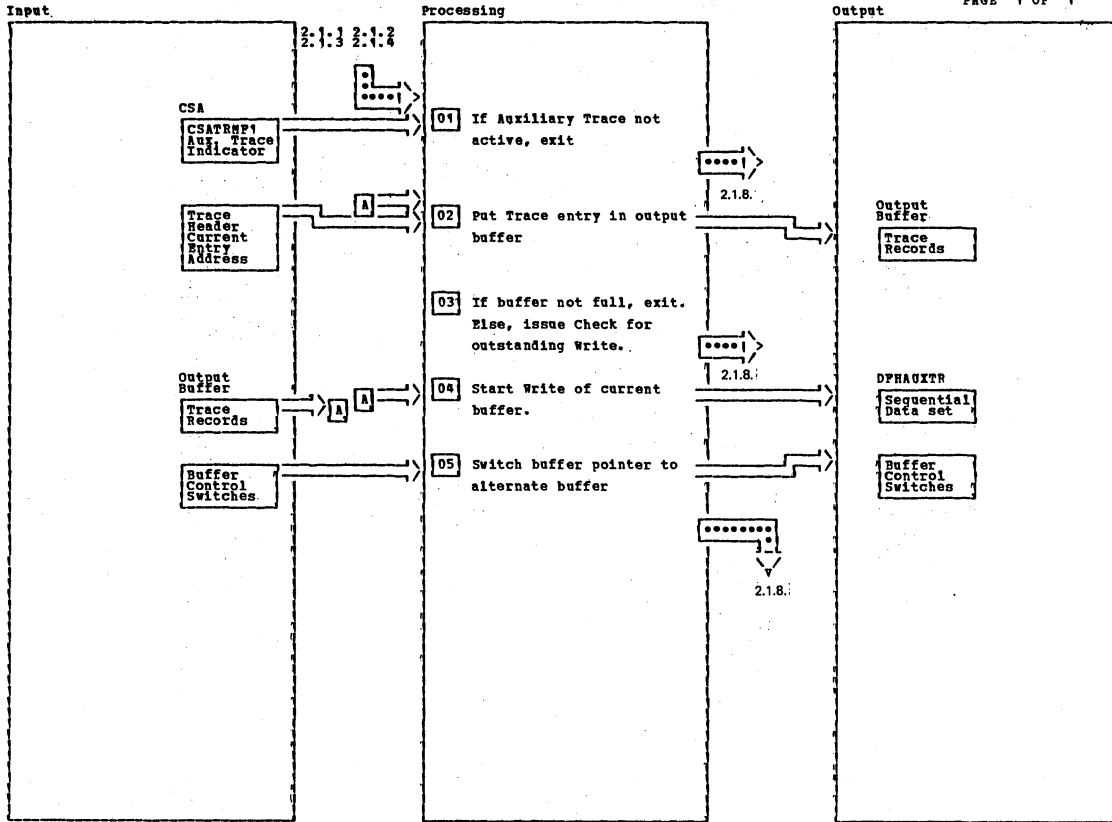 PAGE 1 OF 1
Input
Processing
Output
2.1.1 2.1.2
2.1.3 2.1.4
CSA
CSATRMF1
Aux. Trace
Indicator
01 If Auxiliary Trace not
active, exit
2.1.8.
Trace
Header
Current
Entry
Address
A
02 Put Trace entry in output
buffer
Output
Buffer
Trace
Records
03 If buffer not full, exit.
Else, issue Check for
outstanding Write.
2.1.8.
Output
Buffer
Trace
Records
A
A
04 Start Write of current
buffer.
DFHAUXTR
Sequential
Data set
Buffer
Control
Switches
05 Switch buffer pointer to
alternate buffer
Buffer
Control
Switches
2.1.8.